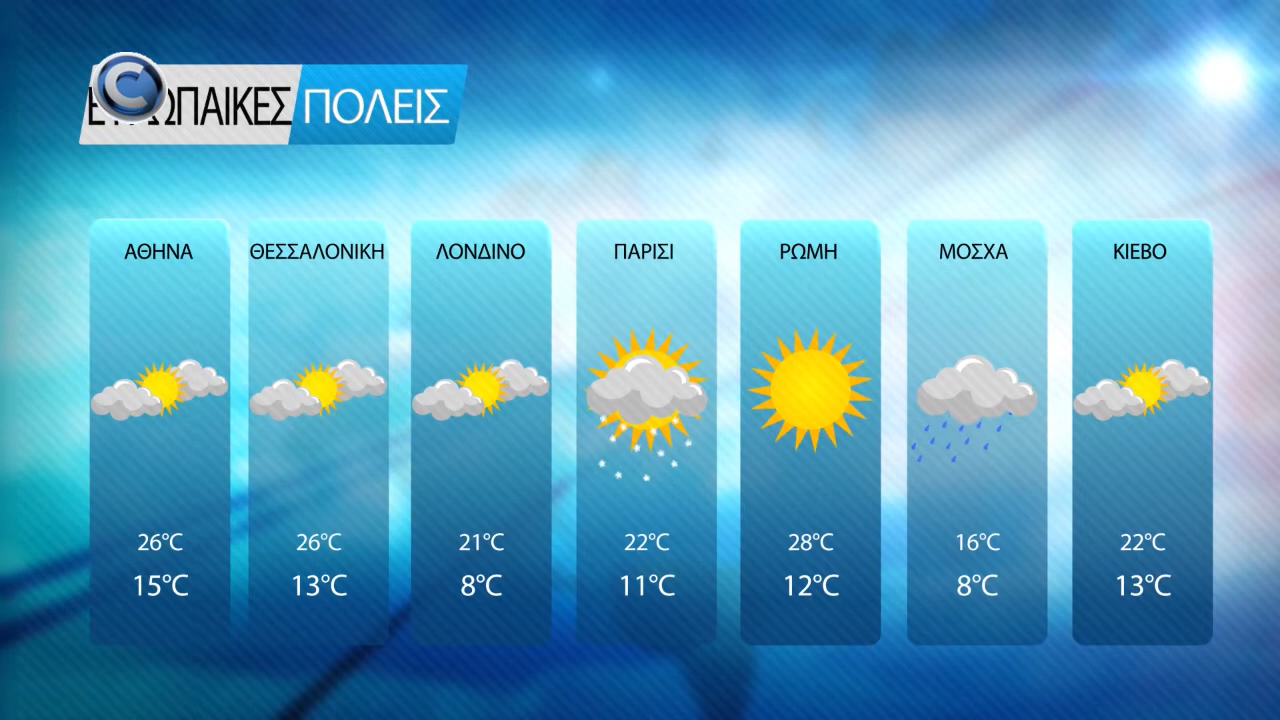 ΠΟΛΕΙΣ
ΑΘΗΝΑ
26°C
15°C
ΘΕΣΣΑΛΟΝΙΚΗ
26°C
13°C
ΛΟΝΔΙΝΟ
21°C
8°C
ΠΑΡΙΣΙ
22°C
11°C
ΡΩΜΗ
28°C
12°C
ΜΟΣΧΑ
16°C
8°C
ΚΙΕΒΟ
22°C
13°C